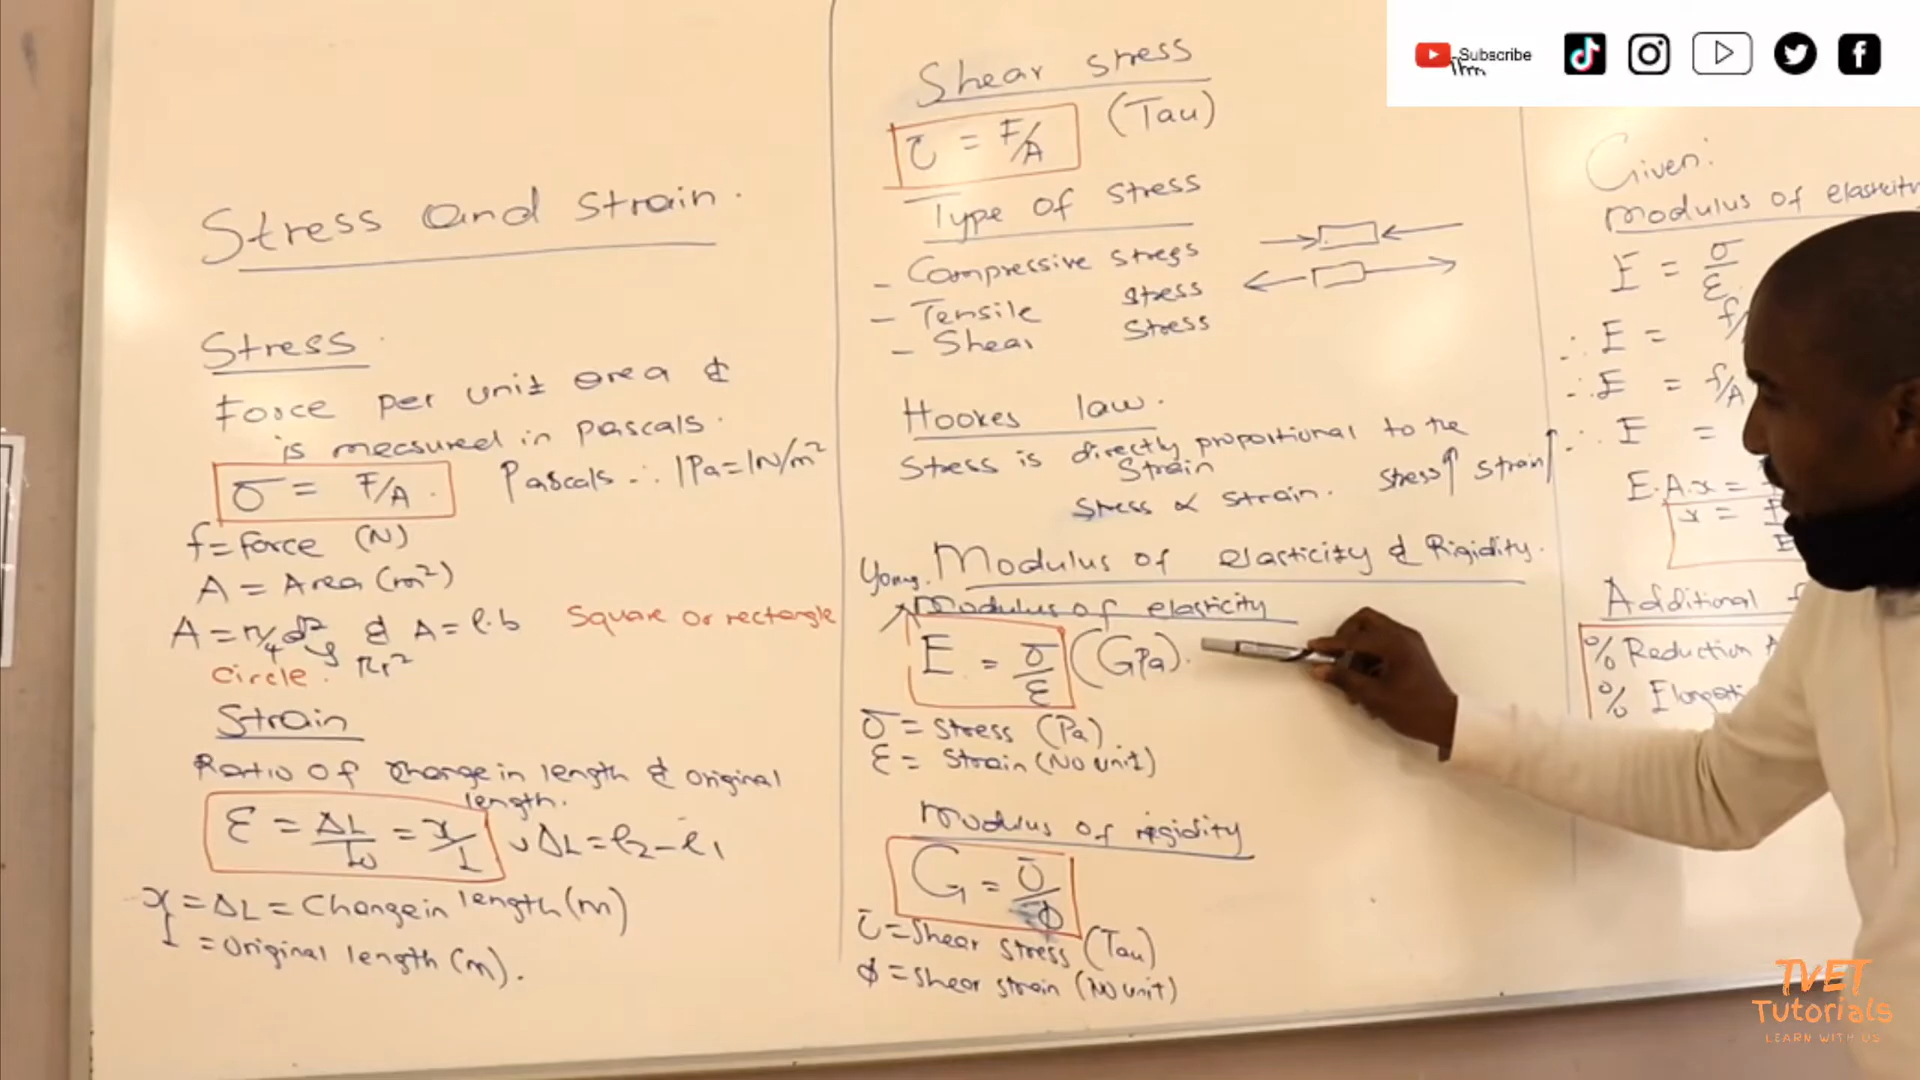 Stress and strain.
Stress
Force per unit area &
is measured in pascals.
σ = F/A.
Pascals ∴ 1Pa=1N/m²
f=Force (N)
A = Area (m²)
A = π/4 d² & A = l·b
Square or rectangle
πr²
Circle.
Strain
Ratio of change in length & original
length.
ε = ΔL/Lo = x/L
ΔL = l2 - l1
x = ΔL = Change in length (m)
L = Original length (m).
Shear stress
τ = F/A (Tau)
Type of stress
- Compressive stress
- Tensile stress
- Shear stress
Hookes law.
Stress is directly proportional to the
Strain
Stress ∝ strain. Stress↑ strain↑
Young.
Modulus of elasticity & Rigidity.
Modulus of elasticity
E = σ/ε (GPa).
σ = Stress (Pa)
ε = Strain (No unit)
Modulus of rigidity
G = τ/ϕ
τ = Shear stress (Tau)
ϕ = Shear strain (No unit)
Given:
Modulus of elasticity
E = σ/ε
∴ E =
∴ E = f/A
∴ E =
E.A.x =
x =
Additional
% Reduction
% Elongati
Subscribe
TVET
Tutorials
LEARN WITH US